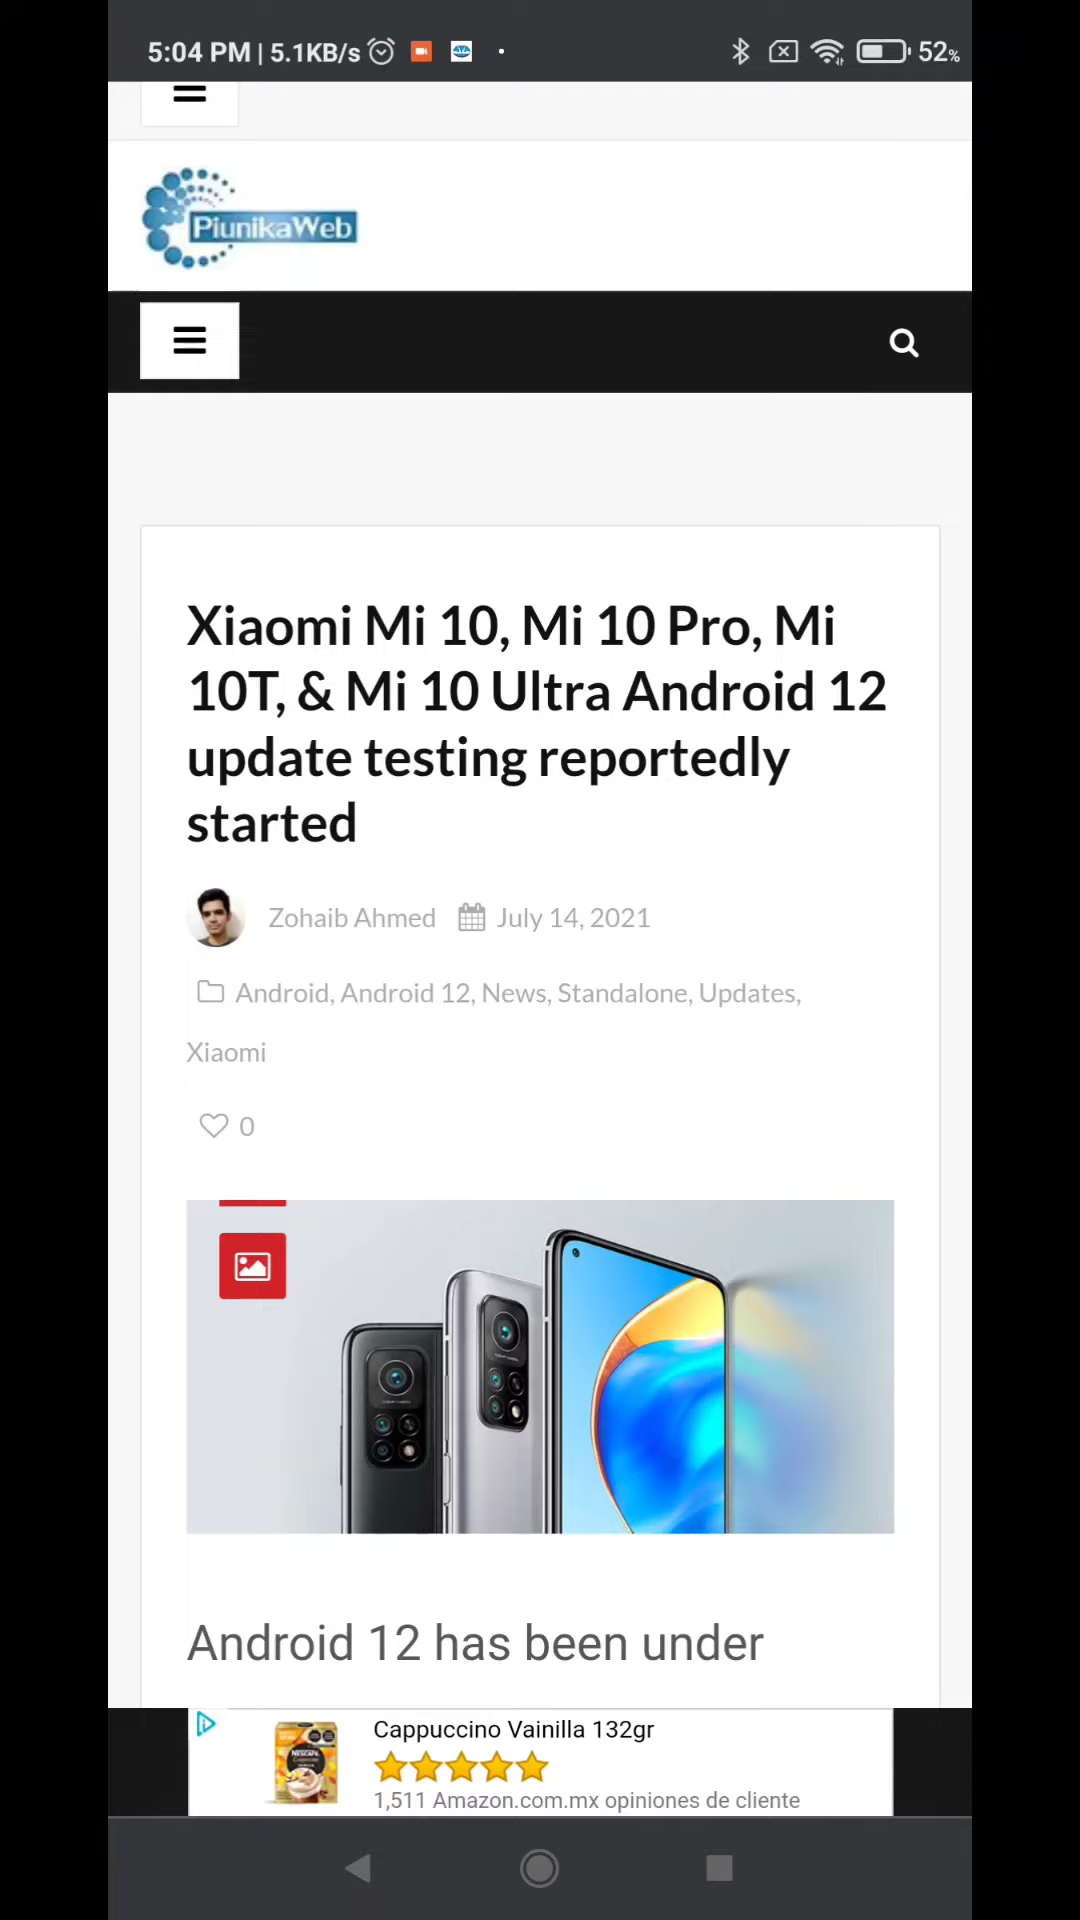 5:04 PM | 5.1KB/s
52%
PiunikaWeb
Xiaomi Mi 10, Mi 10 Pro, Mi
10T, & Mi 10 Ultra Android 12
update testing reportedly
started
Zohaib Ahmed July 14, 2021
Android, Android 12, News, Standalone, Updates,
Xiaomi
0
Android 12 has been under
NESCAFÉ
Cappuccino Vainilla 132gr
1,511 Amazon.com.mx opiniones de cliente